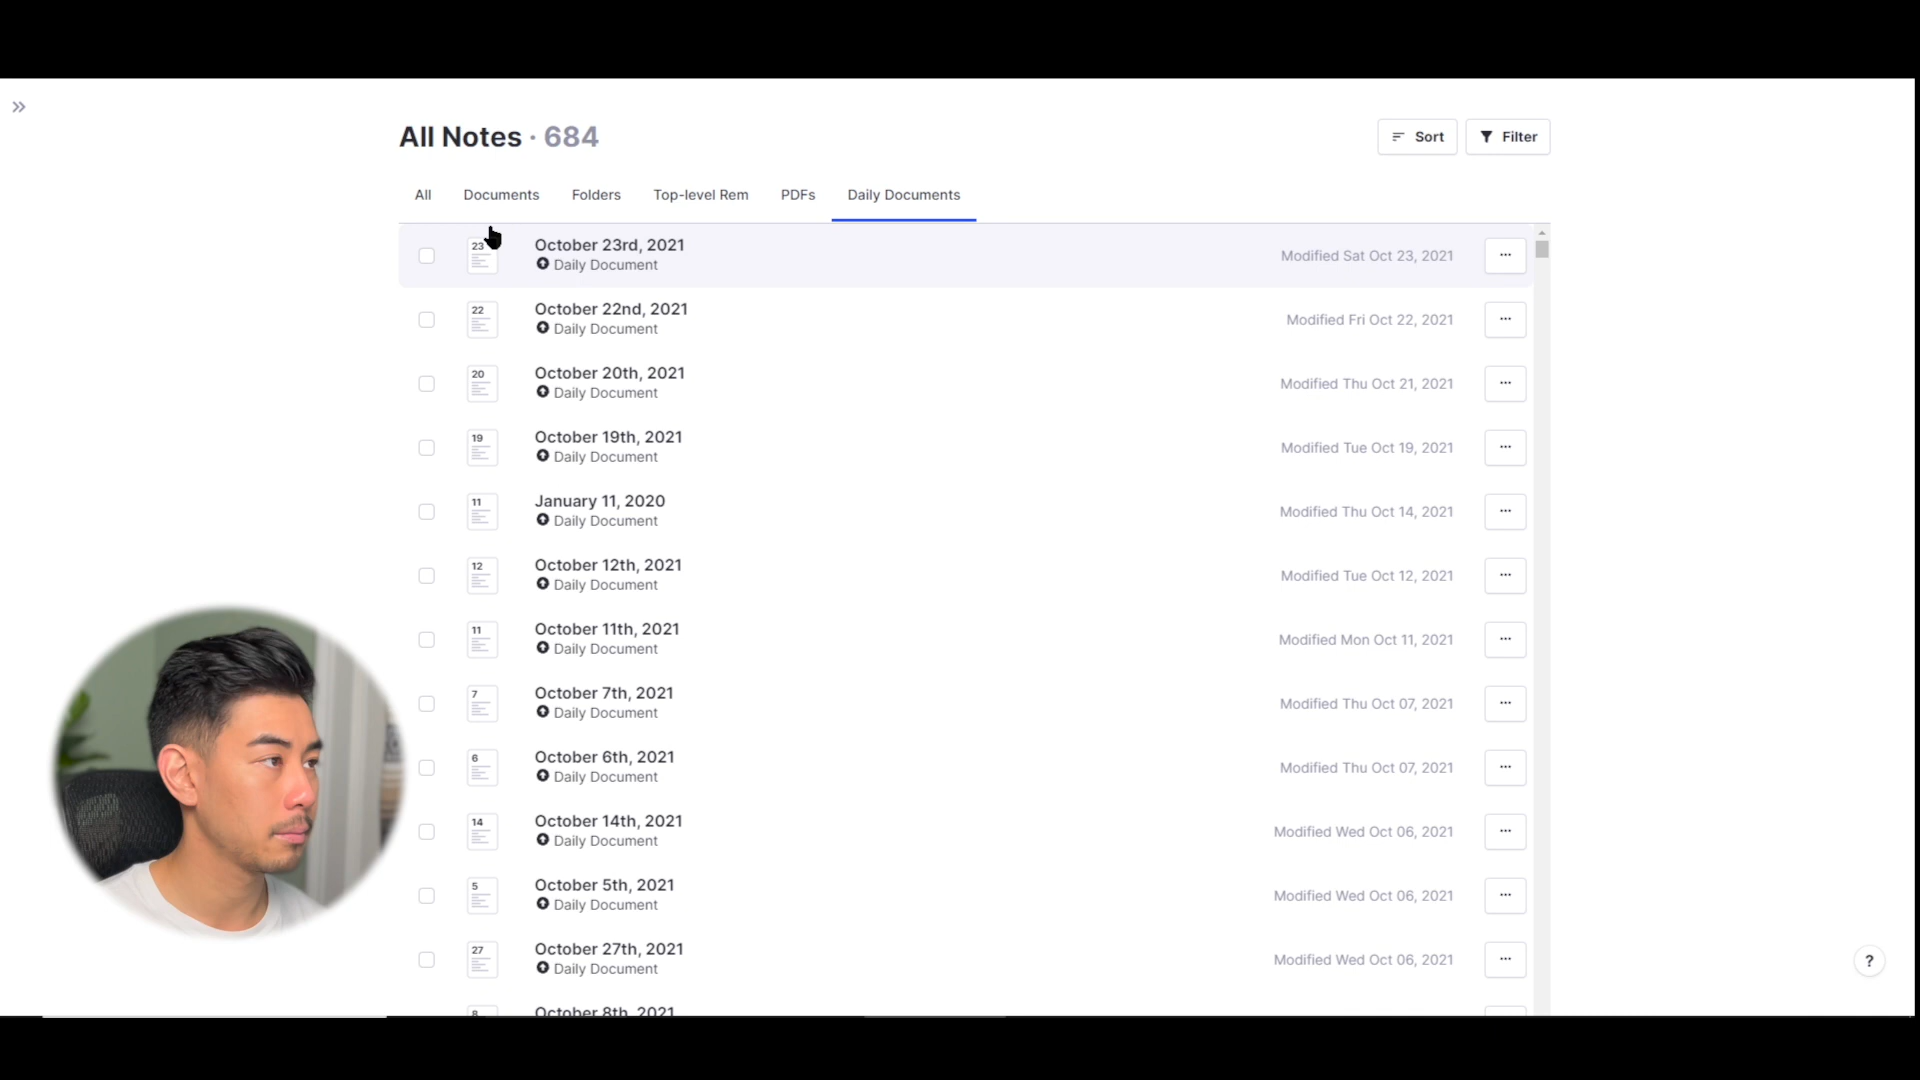 All Notes · 684
Sort
Filter
All
Documents
Folders
Top-level Rem
PDFs
Daily Documents
23
October 23rd, 2021
Daily Document
Modified Sat Oct 23, 2021
22
October 22nd, 2021
Daily Document
Modified Fri Oct 22, 2021
20
October 20th, 2021
Daily Document
Modified Thu Oct 21, 2021
19
October 19th, 2021
Daily Document
Modified Tue Oct 19, 2021
11
January 11, 2020
Daily Document
Modified Thu Oct 14, 2021
12
October 12th, 2021
Daily Document
Modified Tue Oct 12, 2021
11
October 11th, 2021
Daily Document
Modified Mon Oct 11, 2021
7
October 7th, 2021
Daily Document
Modified Thu Oct 07, 2021
6
October 6th, 2021
Daily Document
Modified Thu Oct 07, 2021
14
October 14th, 2021
Daily Document
Modified Wed Oct 06, 2021
5
October 5th, 2021
Daily Document
Modified Wed Oct 06, 2021
27
October 27th, 2021
Daily Document
Modified Wed Oct 06, 2021
8
October 8th, 2021
?